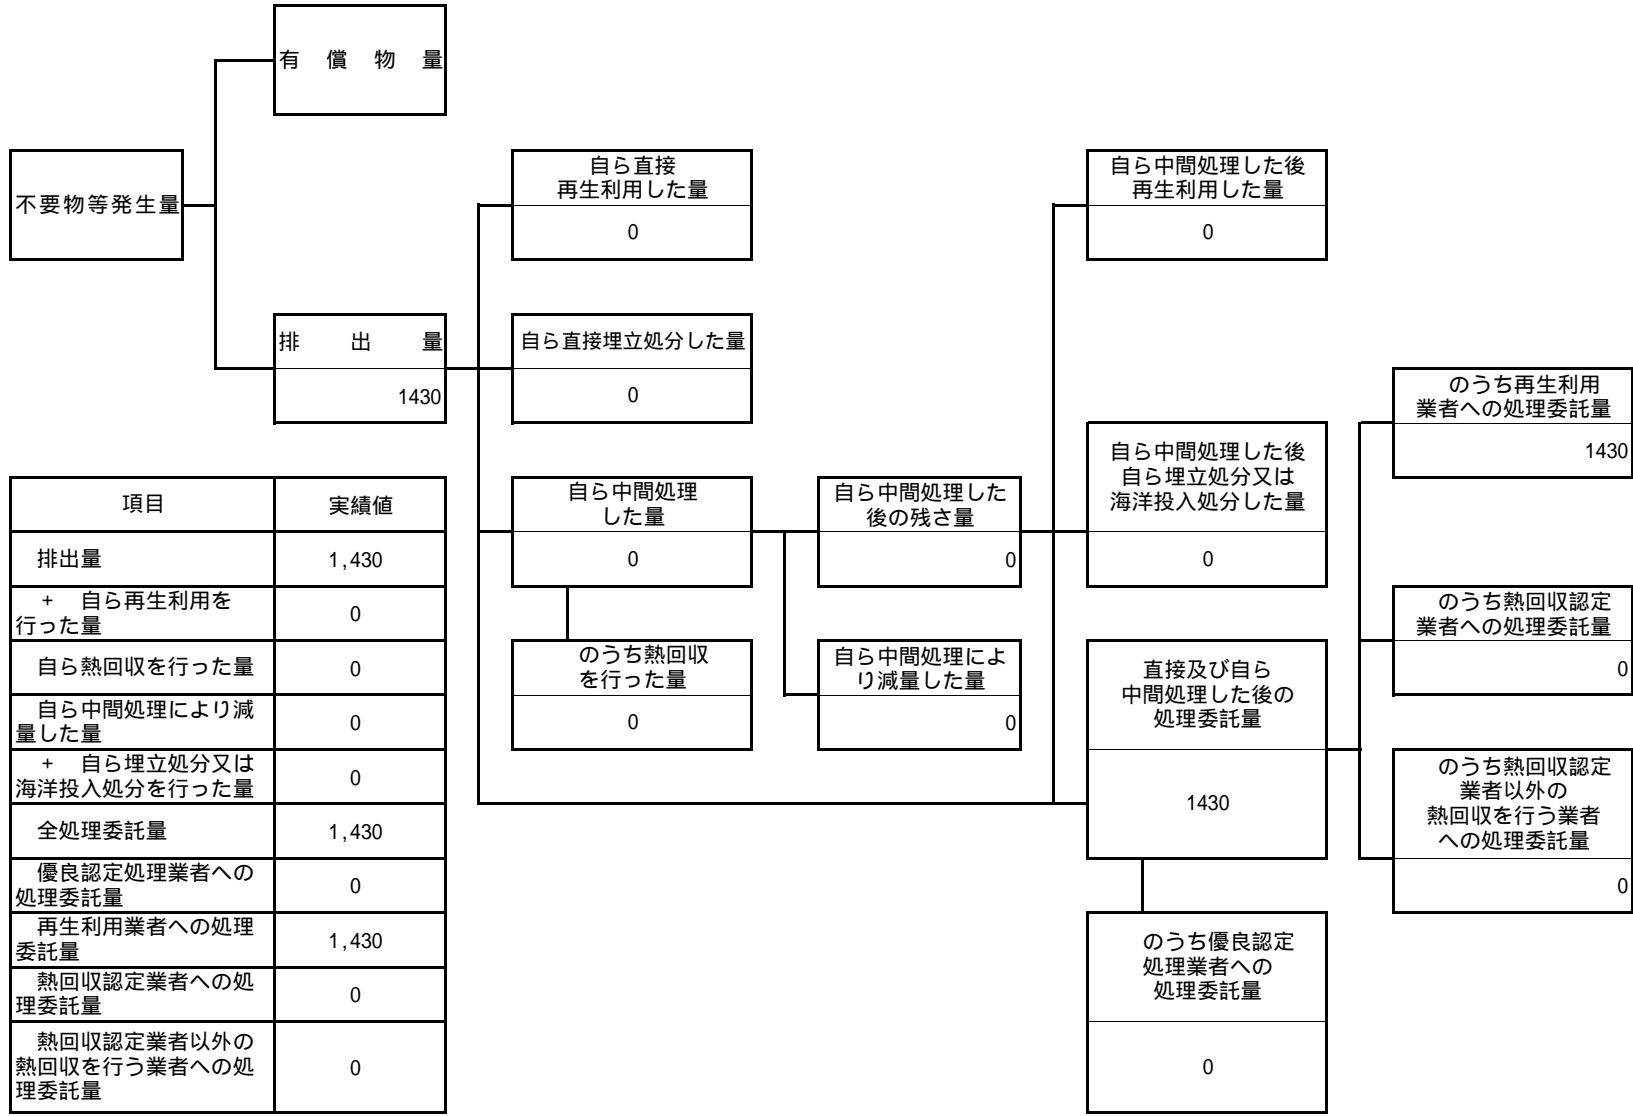 有 償 物 量
不要物等発生量
自ら直接
再生利用した量
0
自ら中間処理した後
再生利用した量
0
排 出 量
1430
自ら直接埋立処分した量
0
のうち再生利用
業者への処理委託量
1430
自ら中間処理した後
自ら埋立処分又は
海洋投入処分した量
0
自ら中間処理
した量
0
自ら中間処理した
後の残さ量
0
のうち熱回収認定
業者への処理委託量
0
のうち熱回収
を行った量
0
自ら中間処理によ
り減量した量
0
直接及び自ら
中間処理した後の
処理委託量
1430
のうち熱回収認定
業者以外の
熱回収を行う業者
への処理委託量
0
のうち優良認定
処理業者への
処理委託量
0
項目 実績値
排出量 1,430
+ 自ら再生利用を
行った量 0
自ら熱回収を行った量 0
自ら中間処理により減
量した量 0
+ 自ら埋立処分又は
海洋投入処分を行った量 0
全処理委託量 1,430
優良認定処理業者への
処理委託量 0
再生利用業者への処理
委託量 1,430
熱回収認定業者への処
理委託量 0
熱回収認定業者以外の
熱回収を行う業者への処
理委託量 0